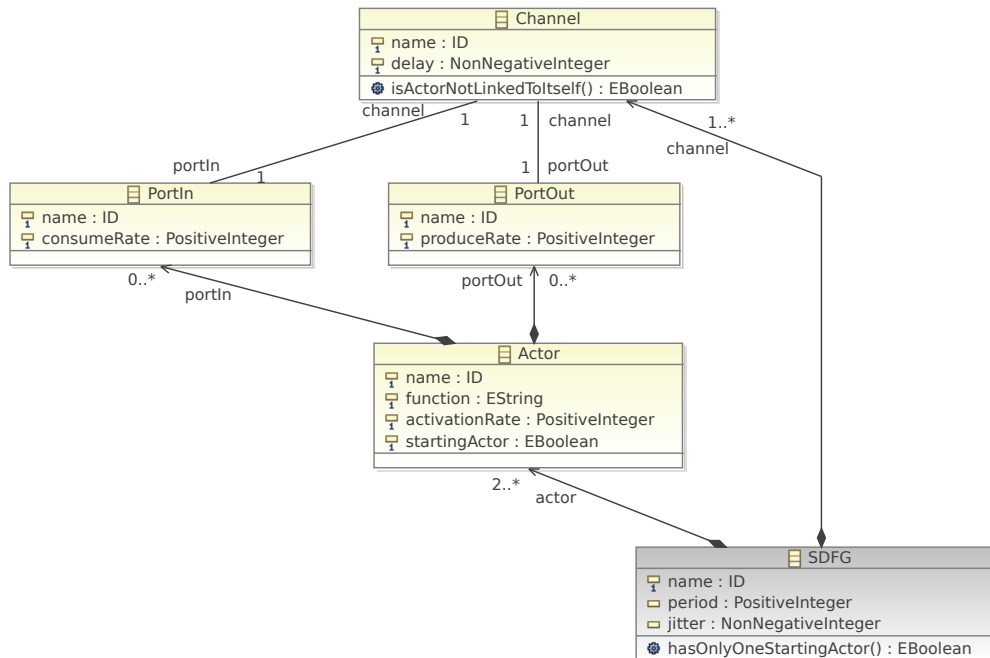 Channel
name : ID
delay : NonNegativeInteger
isActorNotLinkedToItself() : EBoolean
channel
1
1
channel
1..*
channel
portIn
1
1
portOut
PortIn
name : ID
consumeRate : PositiveInteger
PortOut
name : ID
produceRate : PositiveInteger
0..*
portIn
portOut
0..*
Actor
name : ID
function : EString
activationRate : PositiveInteger
startingActor : EBoolean
2..*
actor
SDFG
name : ID
period : PositiveInteger
jitter : NonNegativeInteger
hasOnlyOneStartingActor() : EBoolean